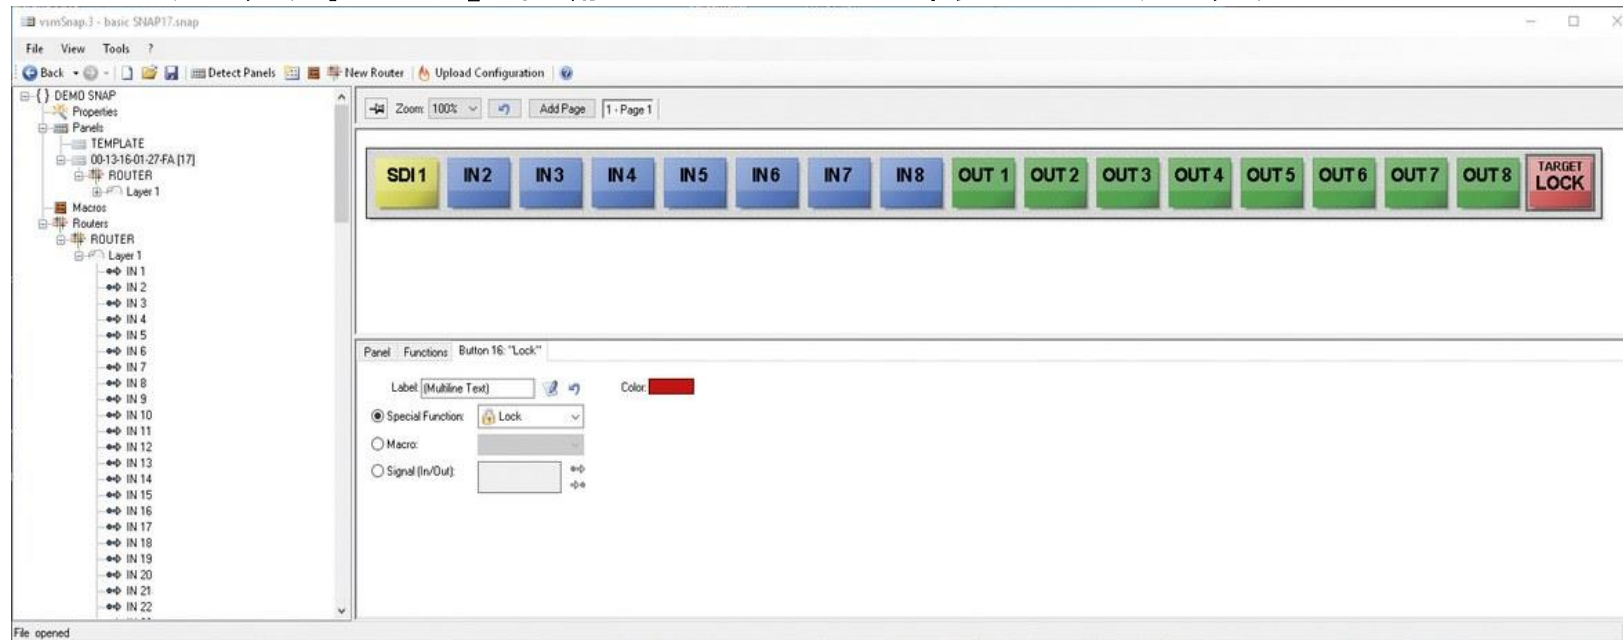 vsmSnap.3 - basic SNAP17.snap
File View Tools ?
Back Detect Panels New Router Upload Configuration
{ } DEMO SNAP
Properties
Panels
TEMPLATE
00-13-16-01-27-FA [17]
ROUTER
Layer 1
Macros
Routers
ROUTER
Layer 1
IN 1
IN 2
IN 3
IN 4
IN 5
IN 6
IN 7
IN 8
IN 9
IN 10
IN 11
IN 12
IN 13
IN 14
IN 15
IN 16
IN 17
IN 18
IN 19
IN 20
IN 21
IN 22
Zoom: 100% Add Page 1 - Page 1
SDI 1 IN 2 IN 3 IN 4 IN 5 IN 6 IN 7 IN 8 OUT 1 OUT 2 OUT 3 OUT 4 OUT 5 OUT 6 OUT 7 OUT 8 TARGET LOCK
Panel Functions Button 16: "Lock"
Label: (Multiline Text) Color:
Special Function: Lock
Macro:
Signal (In/Out):
File opened